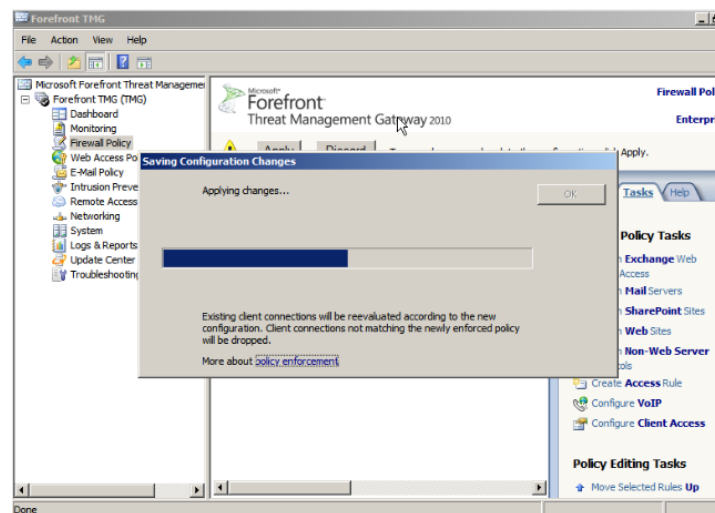 Forefront TMG
File Action View Help
Microsoft Forefront Threat Manageme
Forefront TMG (TMG)
Dashboard
Monitoring
Firewall Policy
Web Access Po
E-Mail Policy
Intrusion Preve
Remote Access
Networking
System
Logs & Reports
Update Center
Troubleshooting
Microsoft
Forefront
Threat Management Gateway 2010
Firewall Pol
Enterpri
Apply Discard
Apply.
Saving Configuration Changes
Applying changes...
OK
Existing client connections will be reevaluated according to the new
configuration. Client connections not matching the newly enforced policy
will be dropped.
More about policy enforcement
Tasks Help
Policy Tasks
Exchange Web
Access
Mail Servers
SharePoint Sites
Web Sites
Non-Web Server
Create Access Rule
Configure VoIP
Configure Client Access
Policy Editing Tasks
Move Selected Rules Up
Done